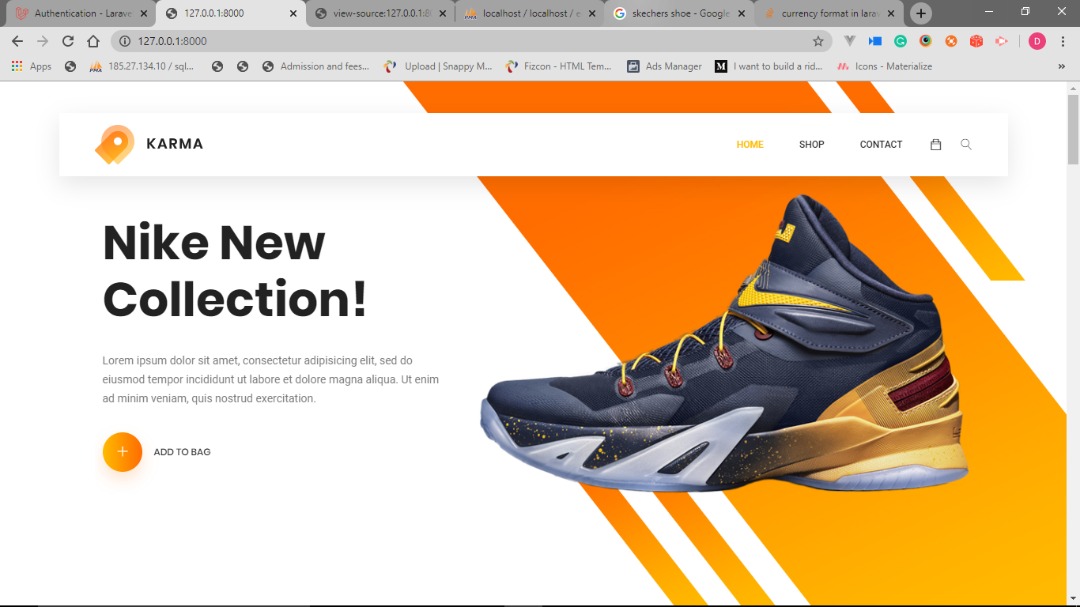 Authentication - Larave
127.0.0.1:8000
view-source:127.0.0.1:8
localhost / localhost / e
skechers shoe - Google
currency format in larav
127.0.0.1:8000
D
Apps
185.27.134.10 / sql...
Admission and fees...
Upload | Snappy M...
Fizcon - HTML Tem...
Ads Manager
I want to build a rid...
Icons - Materialize
KARMA
HOME
SHOP
CONTACT
Nike New
Collection!
Lorem ipsum dolor sit amet, consectetur adipisicing elit, sed do
eiusmod tempor incididunt ut labore et dolore magna aliqua. Ut enim
ad minim veniam, quis nostrud exercitation.
ADD TO BAG